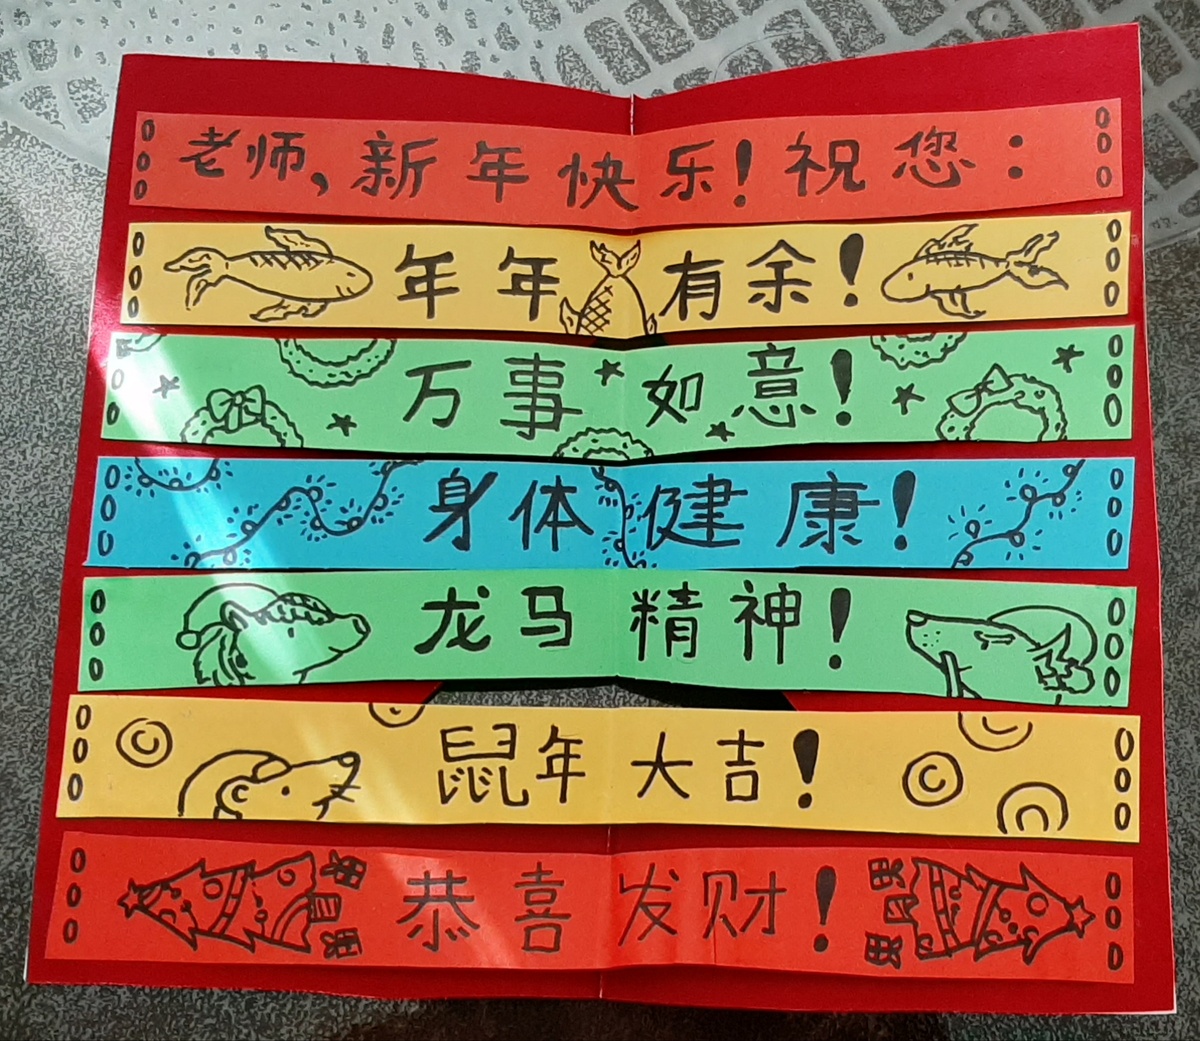 老师，新年快乐！祝您：
年年有余！
万事如意！
身体健康！
龙马精神！
鼠年大吉！
恭喜发财！